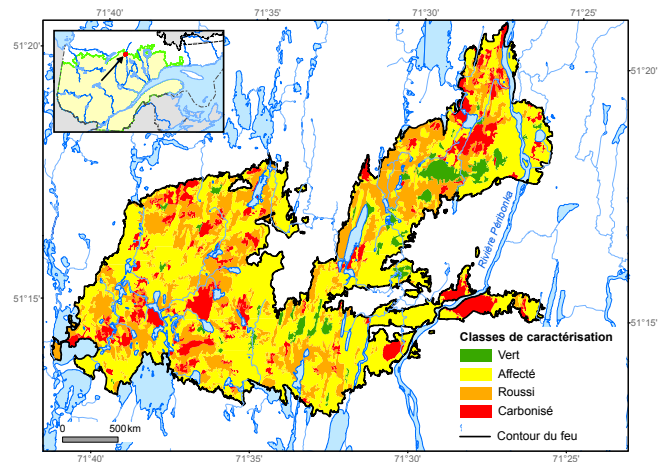 71°40' 71°35' 71°30' 71°25'
51°20'
51°20'
Rivière Péribonka
51°15'
51°15'
Classes de caractérisation
Vert
Affecté
Roussi
Carbonisé
Contour du feu
0 500 km
71°40' 71°35' 71°30' 71°25'